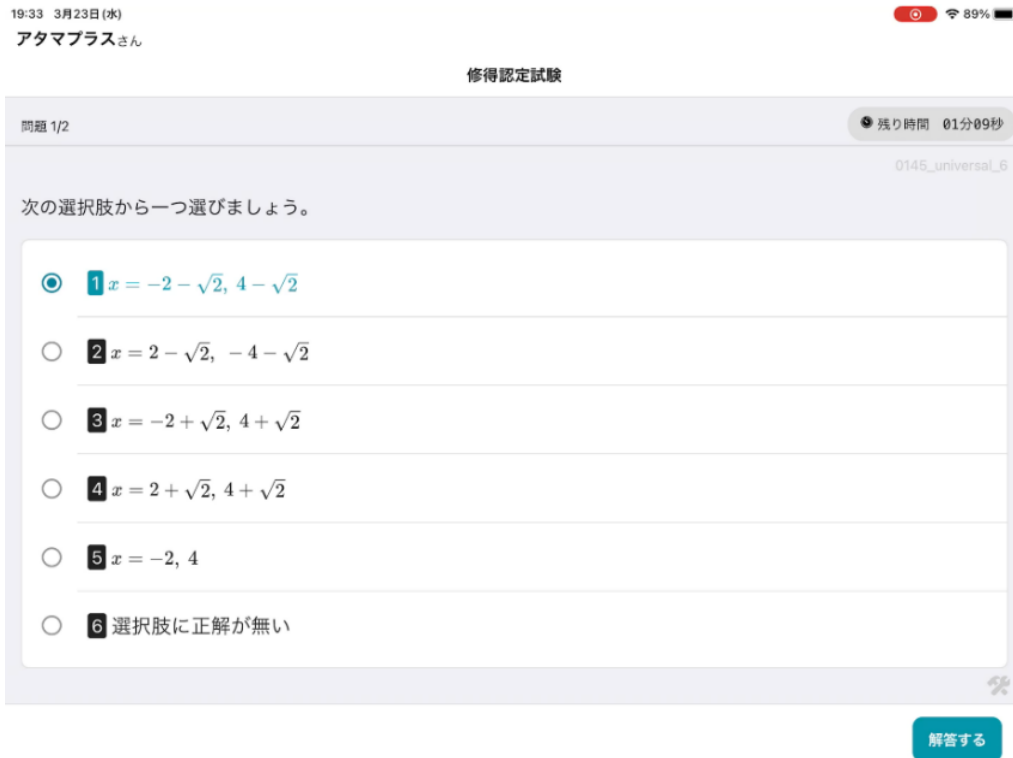 19:33 3月23日(水)
89%
アタマプラスさん
修得認定試験
問題 1/2
残り時間 01分09秒
0145_universal_6
次の選択肢から一つ選びましょう。
1 x = −2 − √2, 4 − √2
2 x = 2 − √2, −4 − √2
3 x = −2 + √2, 4 + √2
4 x = 2 + √2, 4 + √2
5 x = −2, 4
6 選択肢に正解が無い
解答する